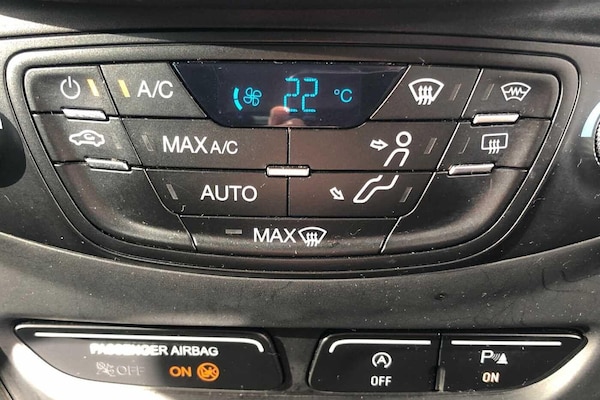 A/C
22 °C
MAX A/C
AUTO
MAX
PASSENGER AIRBAG
OFF ON
A
OFF
P
ON